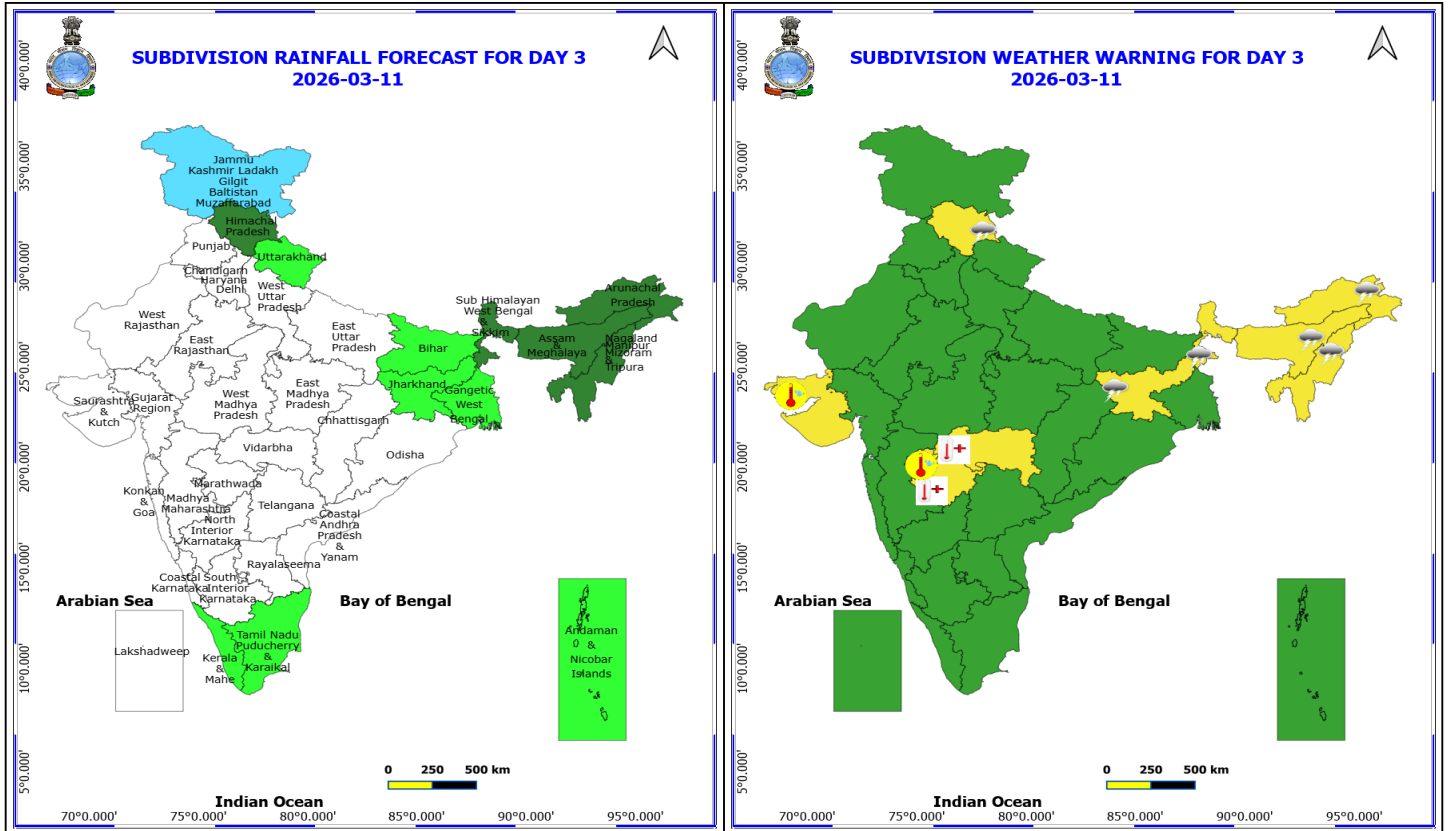 SUBDIVISION RAINFALL FORECAST FOR DAY 3
2026-03-11
40°0.000'
35°0.000'
30°0.000'
25°0.000'
20°0.000'
15°0.000'
10°0.000'
5°0.000'
Jammu
Kashmir Ladakh
Gilgit
Baltistan
Muzaffarabad
Himachal
Pradesh
Punjab
Uttarakhand
Chandigarh
Haryana
Delhi
West
Uttar
Pradesh
West
Rajasthan
East
Rajasthan
East
Uttar
Pradesh
Sub Himalayan
West Bengal
&
Sikkim
Arunachal
Pradesh
Assam
&
Meghalaya
Nagaland
Manipur
Mizoram
&
Tripura
Bihar
Jharkhand
Gangetic
West
Bengal
Saurashtra
&
Kutch
Gujarat
Region
West
Madhya
Pradesh
East
Madhya
Pradesh
Chhattisgarh
Vidarbha
Odisha
Konkan
&
Goa
Madhya
Maharashtra
Marathwada
Telangana
North
Interior
Karnataka
Coastal
Andhra
Pradesh
&
Yanam
Rayalaseema
Coastal
Karnataka
South
Interior
Karnataka
Arabian Sea
Bay of Bengal
Lakshadweep
Kerala
&
Mahe
Tamil Nadu
Puducherry
&
Karaikal
Andaman
&
Nicobar
Islands
0 250 500 km
Indian Ocean
70°0.000' 75°0.000' 80°0.000' 85°0.000' 90°0.000' 95°0.000'
SUBDIVISION WEATHER WARNING FOR DAY 3
2026-03-11
40°0.000'
35°0.000'
30°0.000'
25°0.000'
20°0.000'
15°0.000'
10°0.000'
5°0.000'
Arabian Sea
Bay of Bengal
0 250 500 km
Indian Ocean
70°0.000' 75°0.000' 80°0.000' 85°0.000' 90°0.000' 95°0.000'